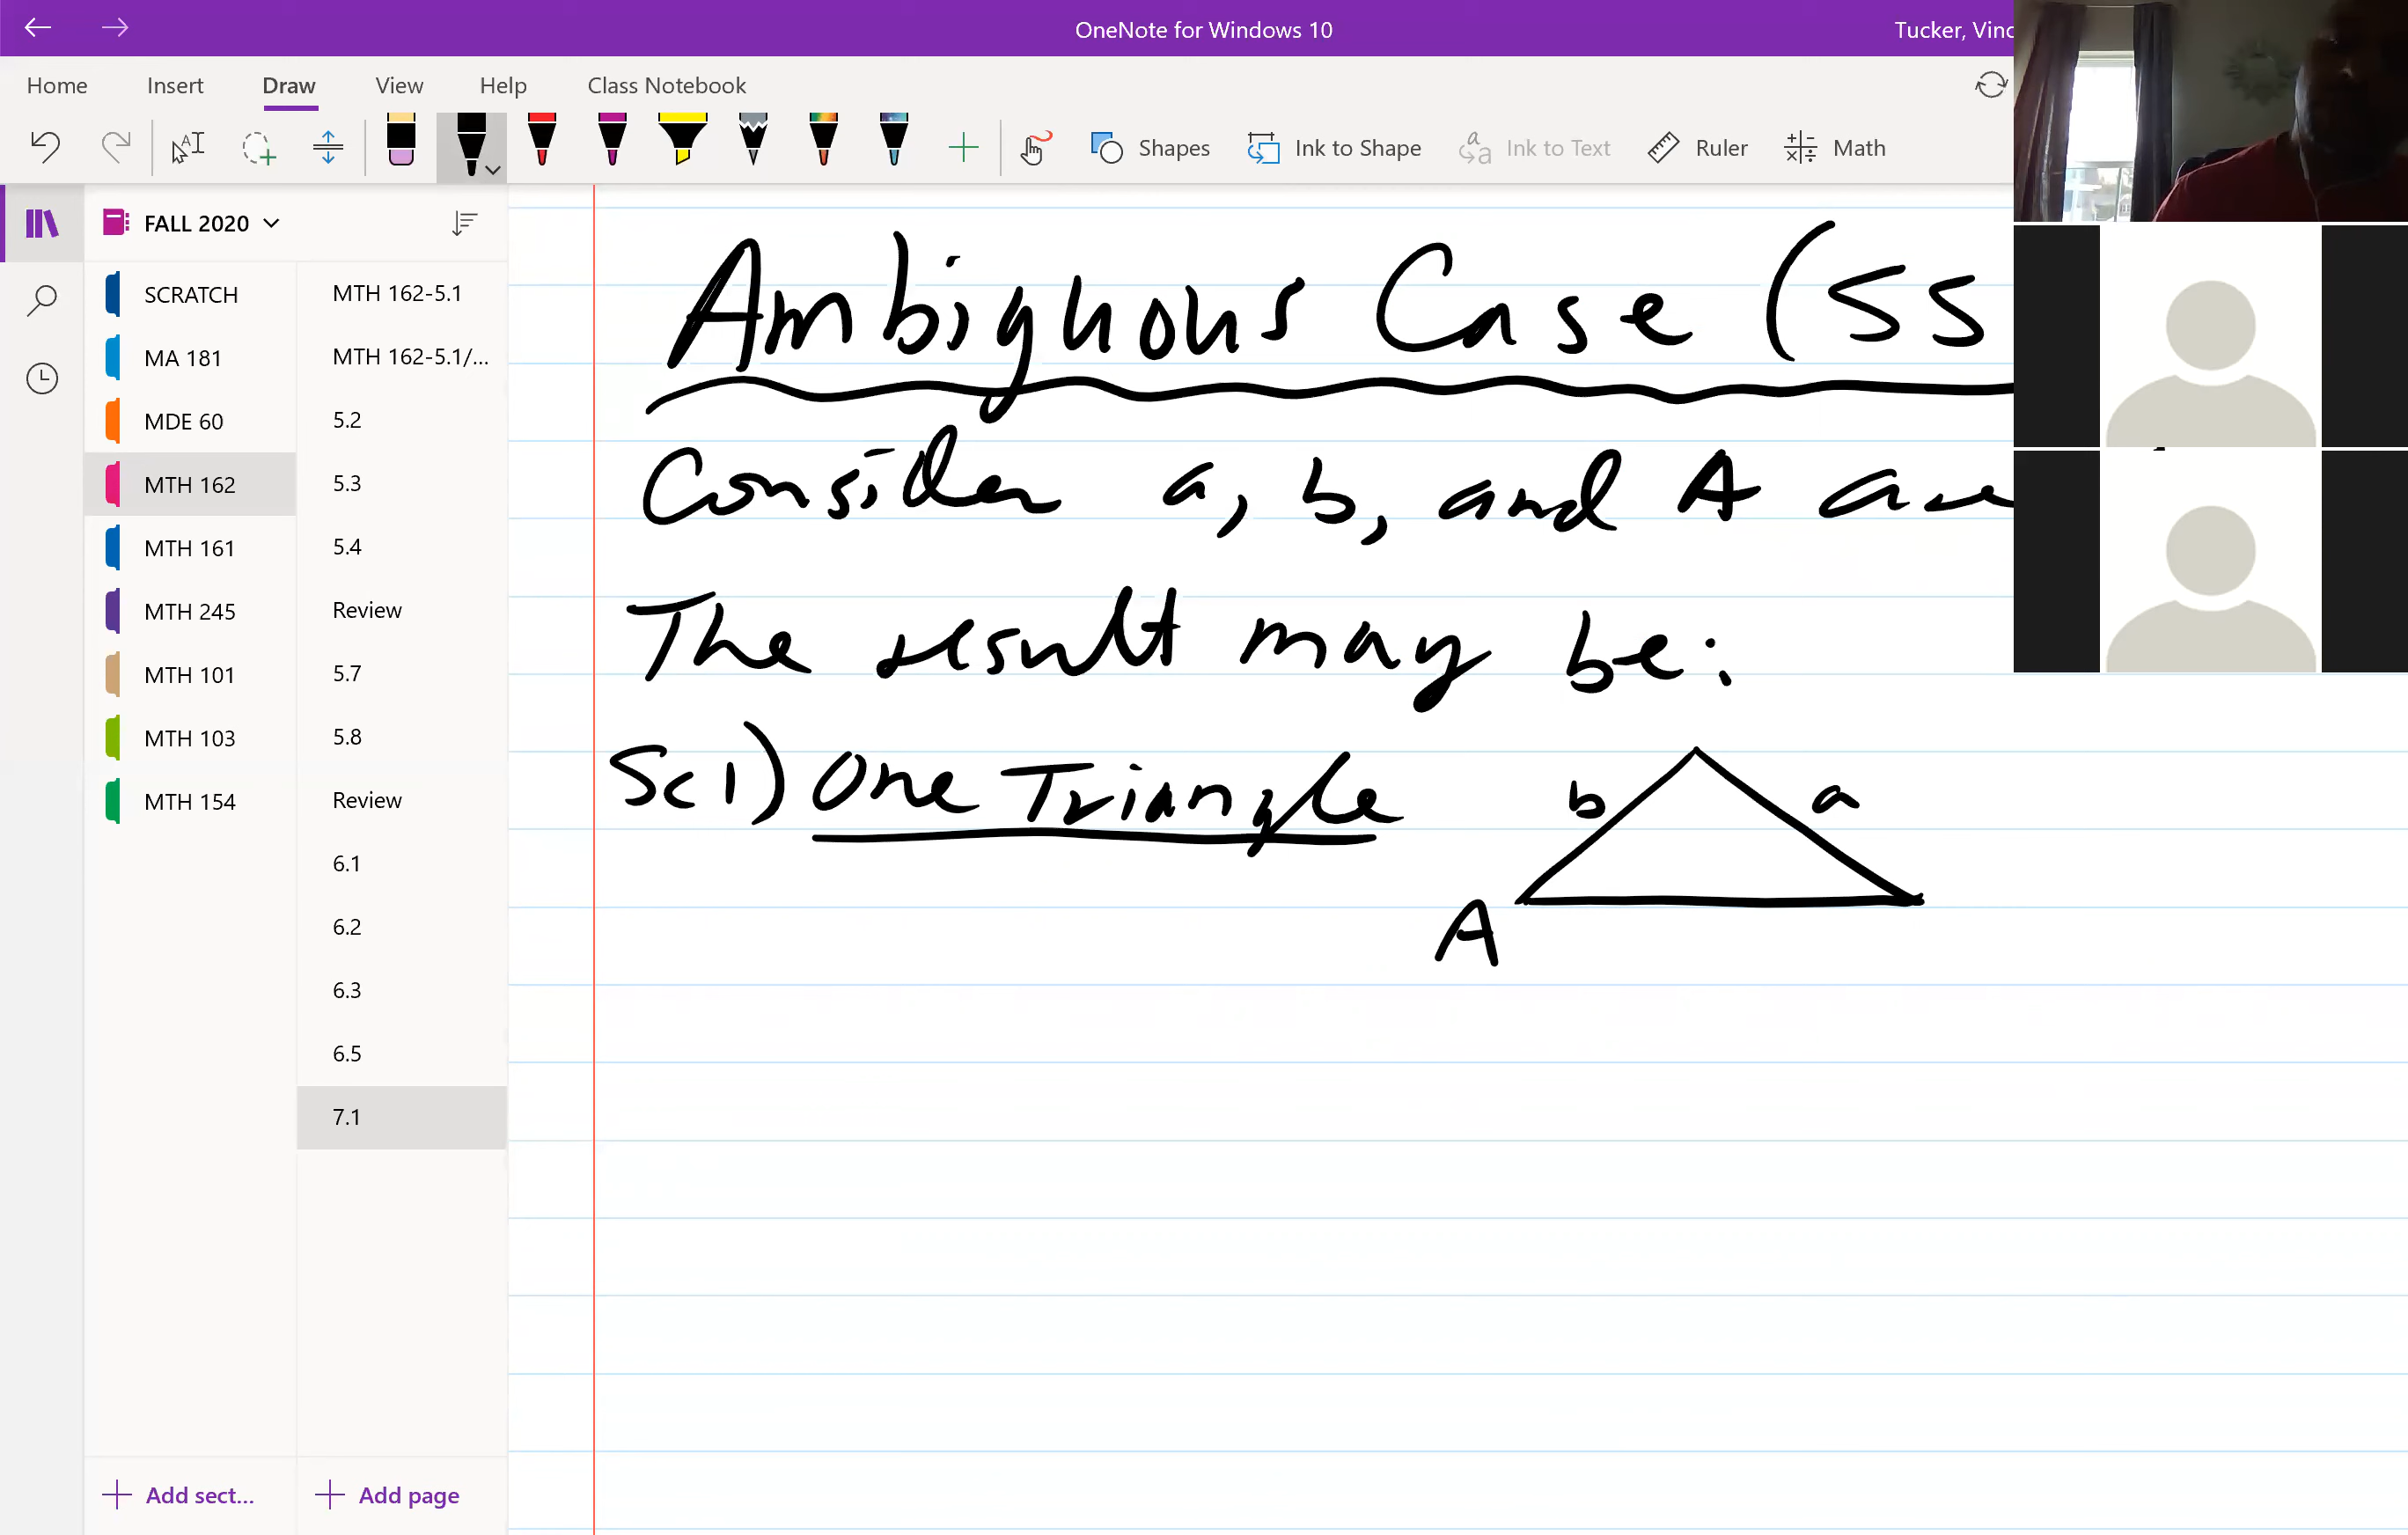 OneNote for Windows 10
Tucker, Vinc
Home Insert Draw View Help Class Notebook
Shapes Ink to Shape Ink to Text Ruler Math
FALL 2020
SCRATCH
MA 181
MDE 60
MTH 162
MTH 161
MTH 245
MTH 101
MTH 103
MTH 154
Add sect...
MTH 162-5.1
MTH 162-5.1/...
5.2
5.3
5.4
Review
5.7
5.8
Review
6.1
6.2
6.3
6.5
7.1
Add page
Ambiguous Case (SS
Consider a, b, and A are
The result may be:
Sc 1) One Triangle
b a
A